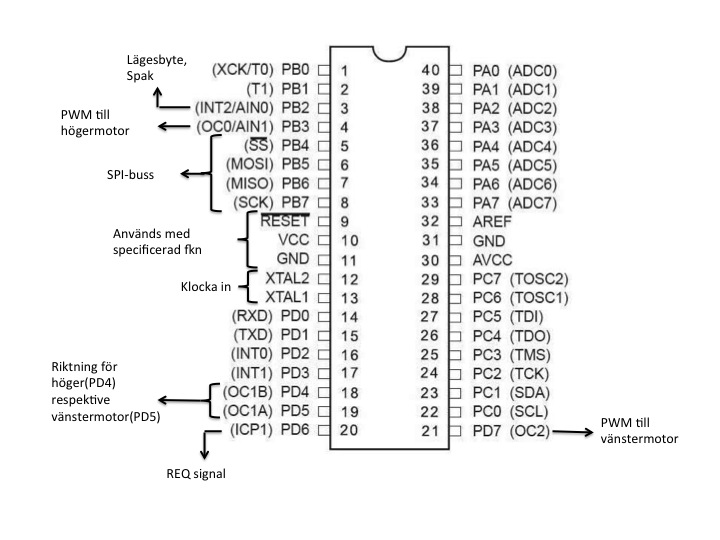 Lägesbyte,
Spak
PWM till
högermotor
SPI-buss
Används med
specificerad fkn
Klocka in
Riktning för
höger(PD4)
respektive
vänstermotor(PD5)
REQ signal
(XCK/T0) PB0 1
(T1) PB1 2
(INT2/AIN0) PB2 3
(OC0/AIN1) PB3 4
(SS) PB4 5
(MOSI) PB5 6
(MISO) PB6 7
(SCK) PB7 8
RESET 9
VCC 10
GND 11
XTAL2 12
XTAL1 13
(RXD) PD0 14
(TXD) PD1 15
(INT0) PD2 16
(INT1) PD3 17
(OC1B) PD4 18
(OC1A) PD5 19
(ICP1) PD6 20
40 PA0 (ADC0)
39 PA1 (ADC1)
38 PA2 (ADC2)
37 PA3 (ADC3)
36 PA4 (ADC4)
35 PA5 (ADC5)
34 PA6 (ADC6)
33 PA7 (ADC7)
32 AREF
31 GND
30 AVCC
29 PC7 (TOSC2)
28 PC6 (TOSC1)
27 PC5 (TDI)
26 PC4 (TDO)
25 PC3 (TMS)
24 PC2 (TCK)
23 PC1 (SDA)
22 PC0 (SCL)
21 PD7 (OC2)
PWM till
vänstermotor